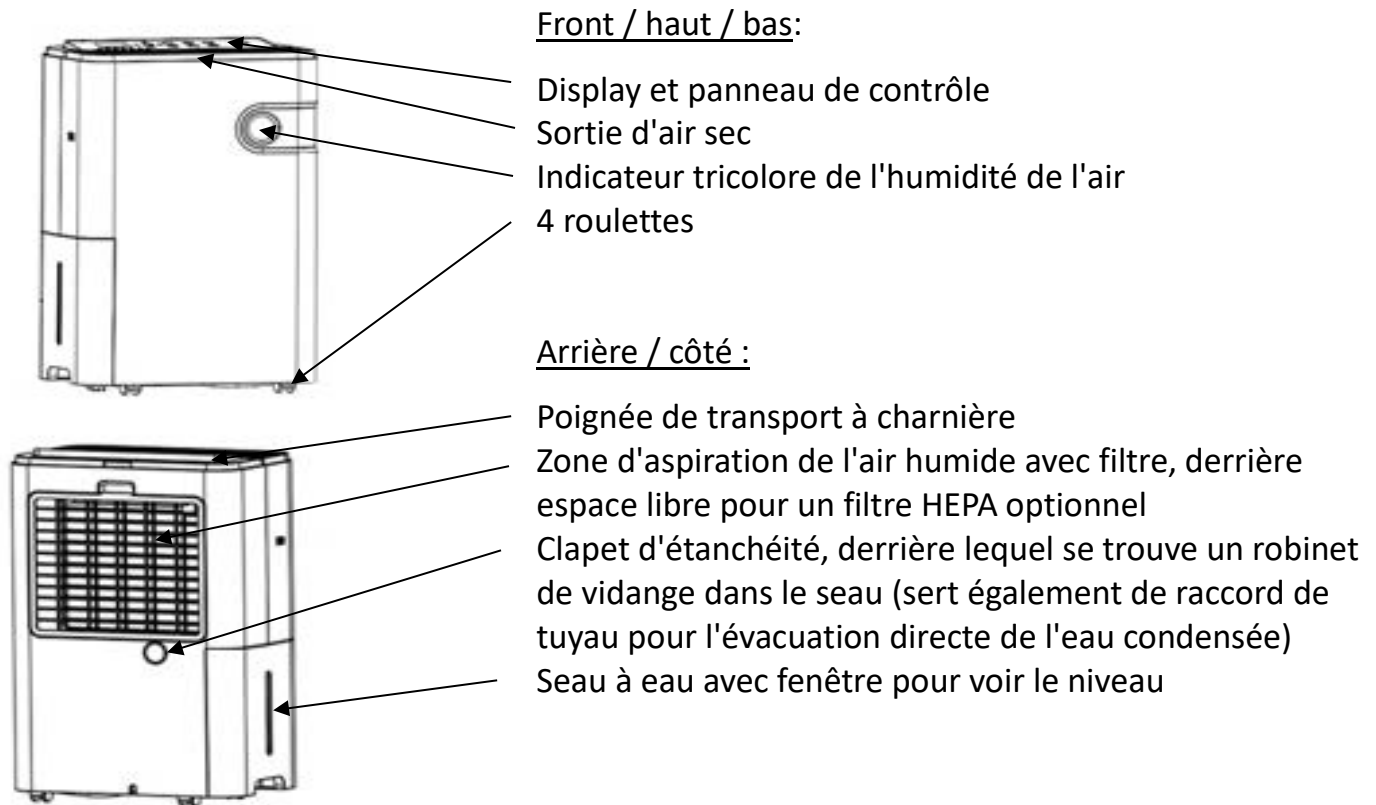 Front / haut / bas:
Display et panneau de contrôle
Sortie d'air sec
Indicateur tricolore de l'humidité de l'air
4 roulettes
Arrière / côté :
Poignée de transport à charnière
Zone d'aspiration de l'air humide avec filtre, derrière
espace libre pour un filtre HEPA optionnel
Clapet d'étanchéité, derrière lequel se trouve un robinet
de vidange dans le seau (sert également de raccord de
tuyau pour l'évacuation directe de l'eau condensée)
Seau à eau avec fenêtre pour voir le niveau